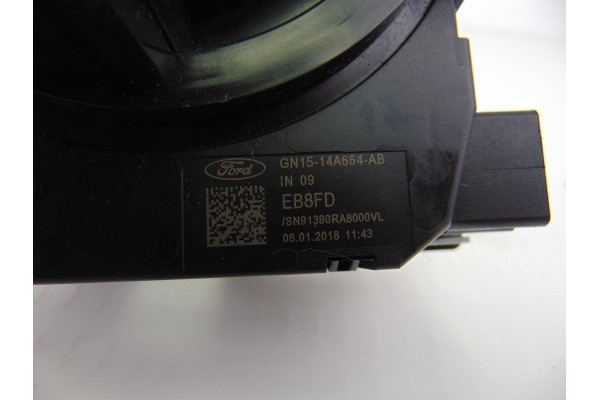 Ford
GN15-14A664-AB
IN 09
EB8FD
/SN91390RA8000VL
08.01.2018 11:43